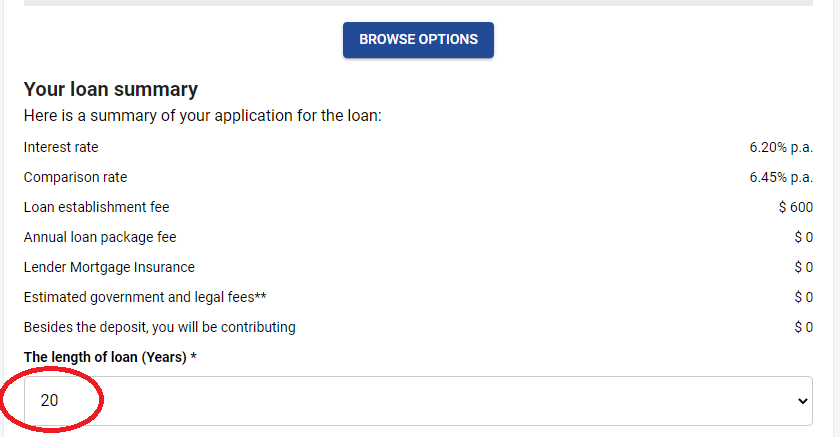 BROWSE OPTIONS
Your loan summary
Here is a summary of your application for the loan:
Interest rate 6.20% p.a.
Comparison rate 6.45% p.a.
Loan establishment fee $ 600
Annual loan package fee $ 0
Lender Mortgage Insurance $ 0
Estimated government and legal fees** $ 0
Besides the deposit, you will be contributing $ 0
The length of loan (Years) *
20